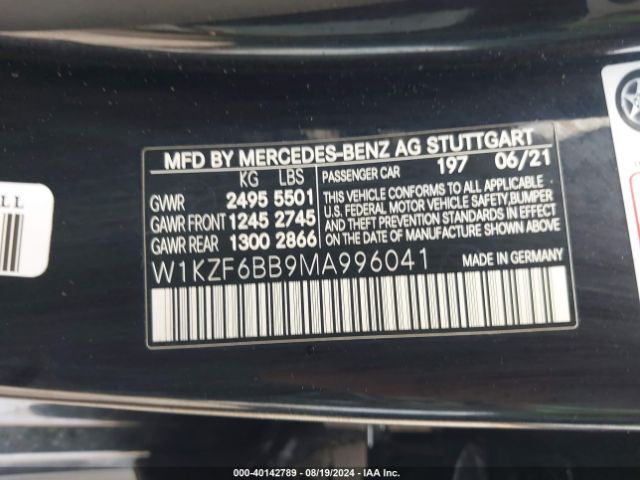 MFD BY MERCEDES-BENZ AG STUTTGART
KG LBS
GVWR 2495 5501
GAWR FRONT 1245 2745
GAWR REAR 1300 2866
PASSENGER CAR 197 06/21
THIS VEHICLE CONFORMS TO ALL APPLICABLE
U.S. FEDERAL MOTOR VEHICLE SAFETY, BUMPER
AND THEFT PREVENTION STANDARDS IN EFFECT
ON THE DATE OF MANUFACTURE SHOWN ABOVE
W1KZF6BB9MA996041
MADE IN GERMANY
000-40142789 - 08/19/2024 - IAA Inc.